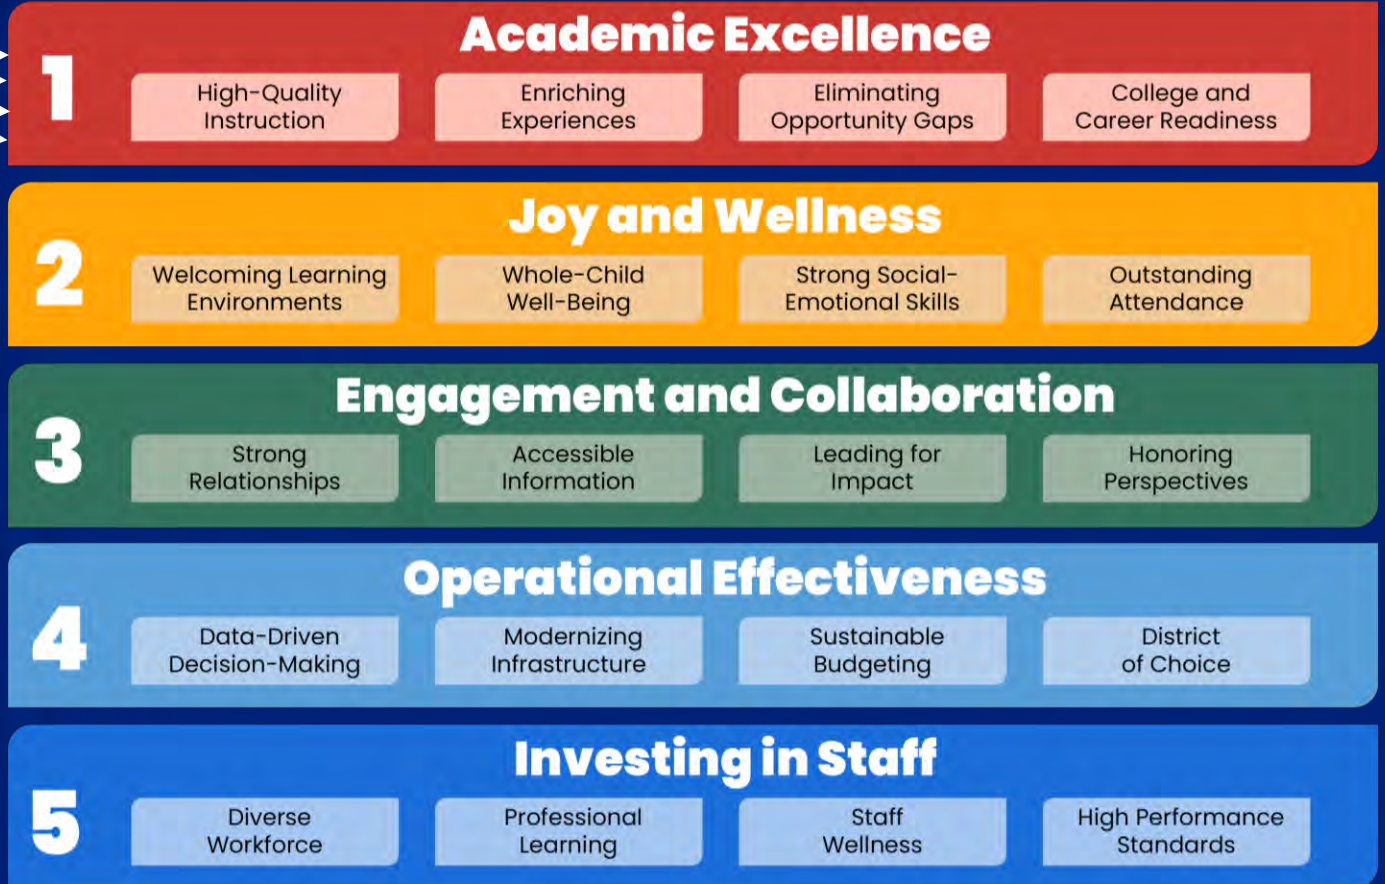 Academic Excellence
1
High-Quality
Instruction
Enriching
Experiences
Eliminating
Opportunity Gaps
College and
Career Readiness
Joy and Wellness
2
Welcoming Learning
Environments
Whole-Child
Well-Being
Strong Social-
Emotional Skills
Outstanding
Attendance
Engagement and Collaboration
3
Strong
Relationships
Accessible
Information
Leading for
Impact
Honoring
Perspectives
Operational Effectiveness
4
Data-Driven
Decision-Making
Modernizing
Infrastructure
Sustainable
Budgeting
District
of Choice
Investing in Staff
5
Diverse
Workforce
Professional
Learning
Staff
Wellness
High Performance
Standards